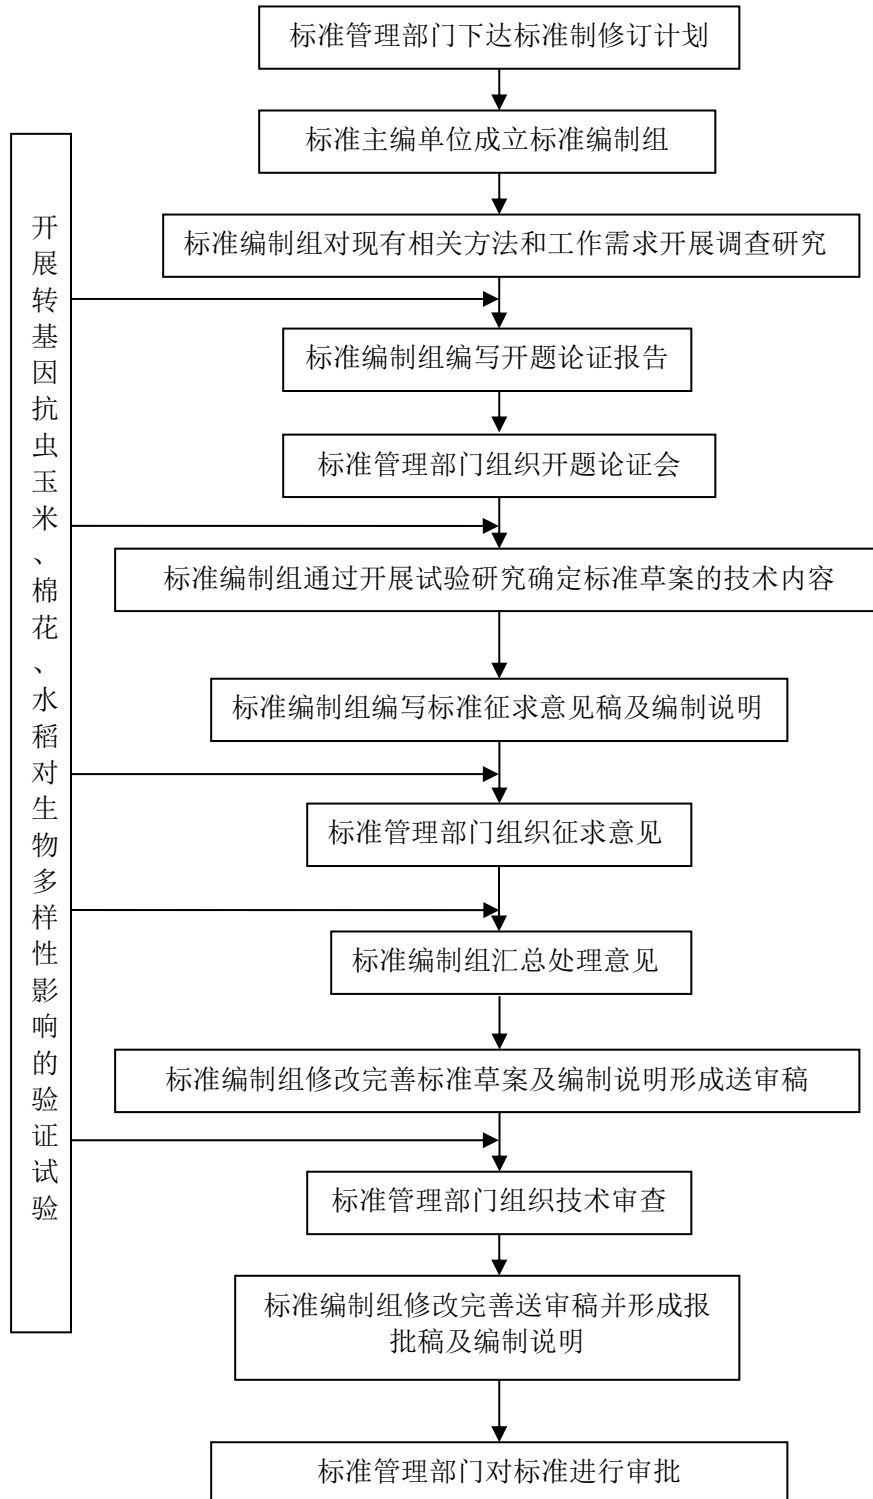 标准管理部门下达标准制修订计划
标准主编单位成立标准编制组
标准编制组对现有相关方法和工作需求开展调查研究
标准编制组编写开题论证报告
标准管理部门组织开题论证会
标准编制组通过开展试验研究确定标准草案的技术内容
标准编制组编写标准征求意见稿及编制说明
标准管理部门组织征求意见
标准编制组汇总处理意见
标准编制组修改完善标准草案及编制说明形成送审稿
标准管理部门组织技术审查
标准编制组修改完善送审稿并形成报
批稿及编制说明
标准管理部门对标准进行审批
开展转基因抗虫玉米、棉花、水稻对生物多样性影响的验证试验